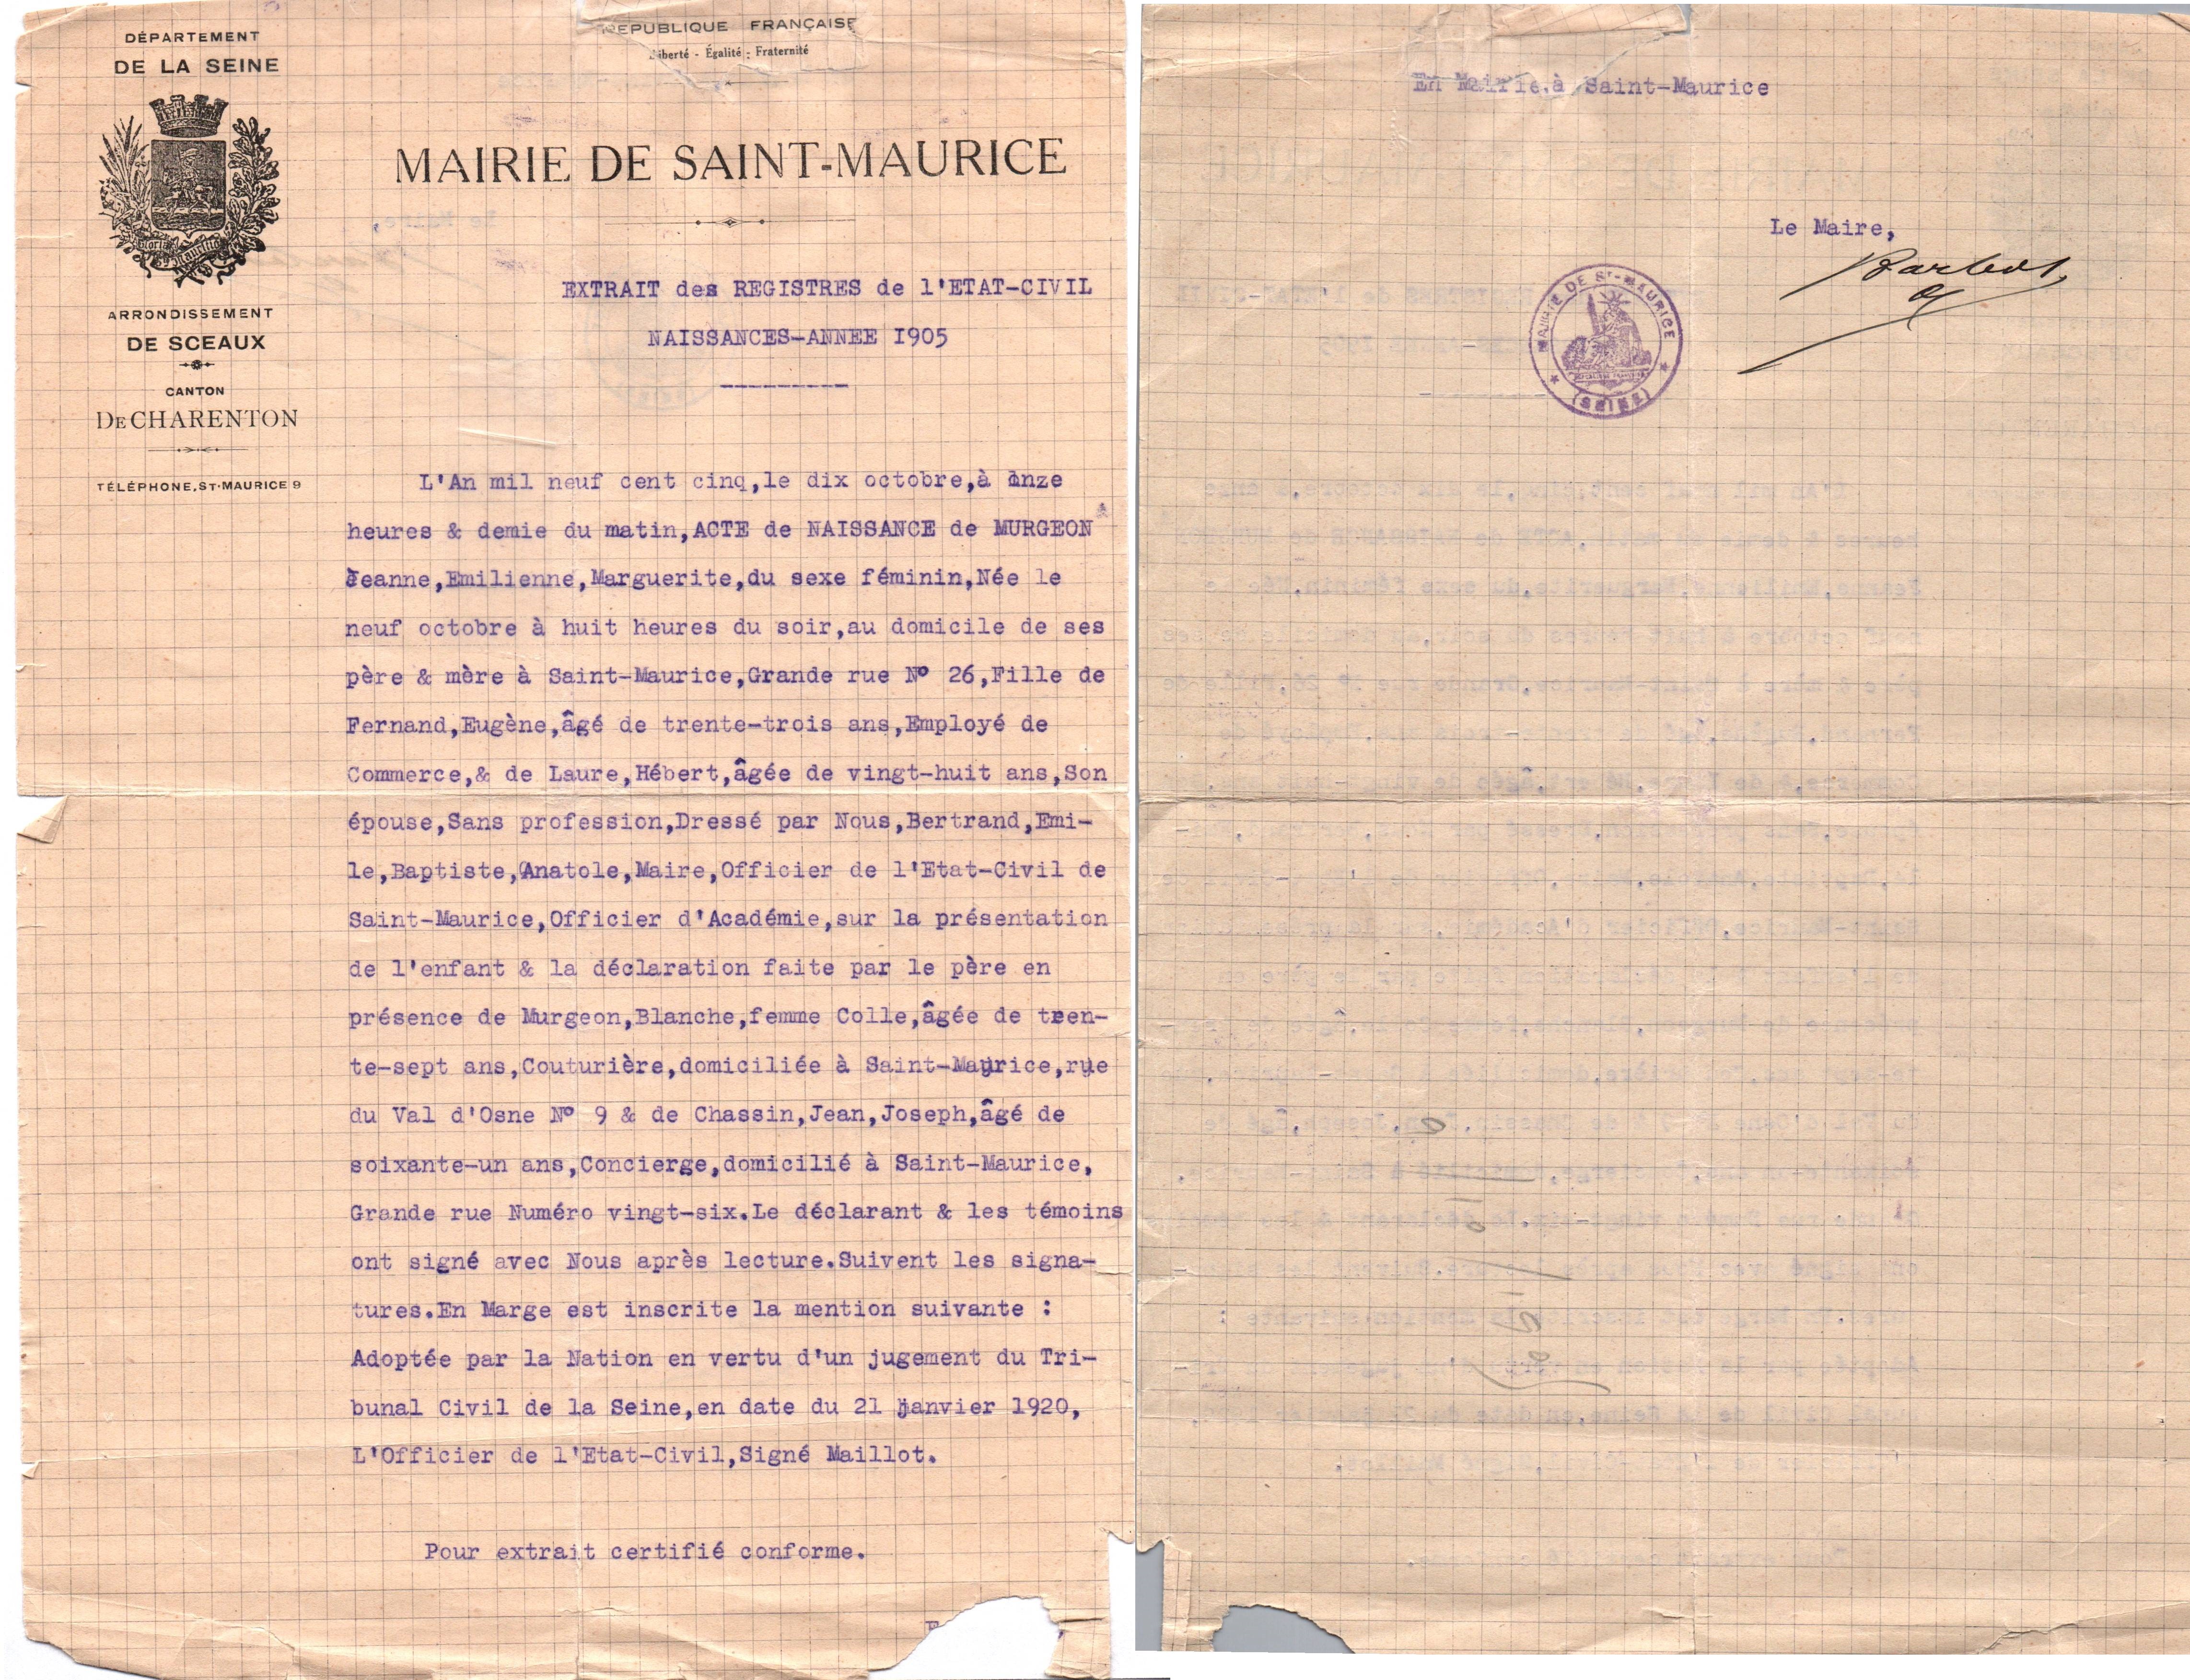 DÉPARTEMENT
DE LA SEINE
Gloria Mauritio
ARRONDISSEMENT
DE SCEAUX
CANTON
DE CHARENTON
TÉLÉPHONE, ST-MAURICE 9
REPUBLIQUE FRANÇAISE
Liberté - Égalité - Fraternité
MAIRIE DE SAINT-MAURICE
EXTRAIT des REGISTRES de l'ETAT-CIVIL
NAISSANCES-ANNEE I905
L'An mil neuf cent cinq,le dix octobre,à onze
heures & demie du matin,ACTE de NAISSANCE de MURGEON
Jeanne,Emilienne,Marguerite,du sexe féminin,Née le
neuf octobre à huit heures du soir,au domicile de ses
père & mère à Saint-Maurice,Grande rue N° 26,Fille de
Fernand,Eugène,âgé de trente-trois ans,Employé de
Commerce,& de Laure,Hébert,âgée de vingt-huit ans,Son
épouse,Sans profession,Dressé par Nous,Bertrand,Emi-
le,Baptiste,Anatole,Maire,Officier de l'Etat-Civil de
Saint-Maurice,Officier d'Académie,sur la présentation
de l'enfant & la déclaration faite par le père en
présence de Murgeon,Blanche,femme Colle,âgée de tren-
te-sept ans,Couturière,domiciliée à Saint-Maurice,rue
du Val d'Osne N° 9 & de Chassin,Jean,Joseph,âgé de
soixante-un ans,Concierge,domicilié à Saint-Maurice,
Grande rue Numéro vingt-six.Le déclarant & les témoins
ont signé avec Nous après lecture.Suivent les signa-
tures.En Marge est inscrite la mention suivante :
Adoptée par la Nation en vertu d'un jugement du Tri-
bunal Civil de la Seine,en date du 21 janvier 1920,
L'Officier de l'Etat-Civil,Signé Maillot.
Pour extrait certifié conforme.
En Mairie.à Saint-Maurice
Le Maire,
MAIRIE DE St-MAURICE
RÉPUBLIQUE FRANÇAISE
(SEINE)